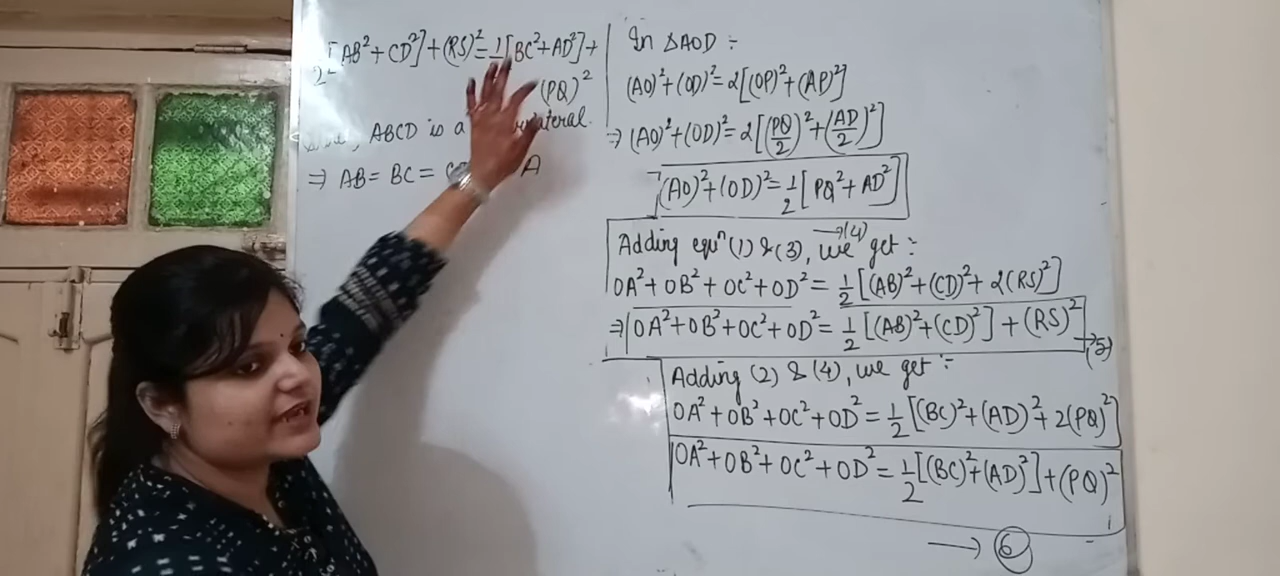 1/2[AB²+CD²]+(RS)²=1/2[BC²+AD²]+
(PQ)²
ABCD is a
⇒ AB= BC=
In △AOD :-
(AO)²+(OD)²=2[(OP)²+(AP)²]
⇒ (AO)²+(OD)²=2[(PQ/2)²+(AD/2)²]
(AO)²+(OD)²=1/2[PQ²+AD²]
→(4)
Adding equⁿ (1) & (3), we get :-
OA²+OB²+OC²+OD²=1/2[(AB)²+(CD)²+2(RS)²]
⇒ OA²+OB²+OC²+OD²=1/2[(AB)²+(CD)²]+(RS)²
→(5)
Adding (2) & (4), we get :-
OA²+OB²+OC²+OD²=1/2[(BC)²+(AD)²+2(PQ)²]
OA²+OB²+OC²+OD²=1/2[(BC)²+(AD)²]+(PQ)²
→ 6